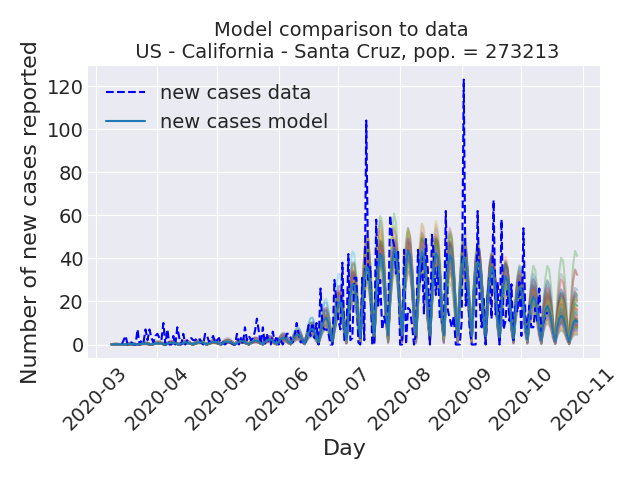 Model comparison to data
US - California - Santa Cruz, pop. = 273213
Number of new cases reported
120
100
80
60
40
20
0
new cases data
new cases model
2020-03
2020-04
2020-05
2020-06
2020-07
2020-08
2020-09
2020-10
2020-11
Day